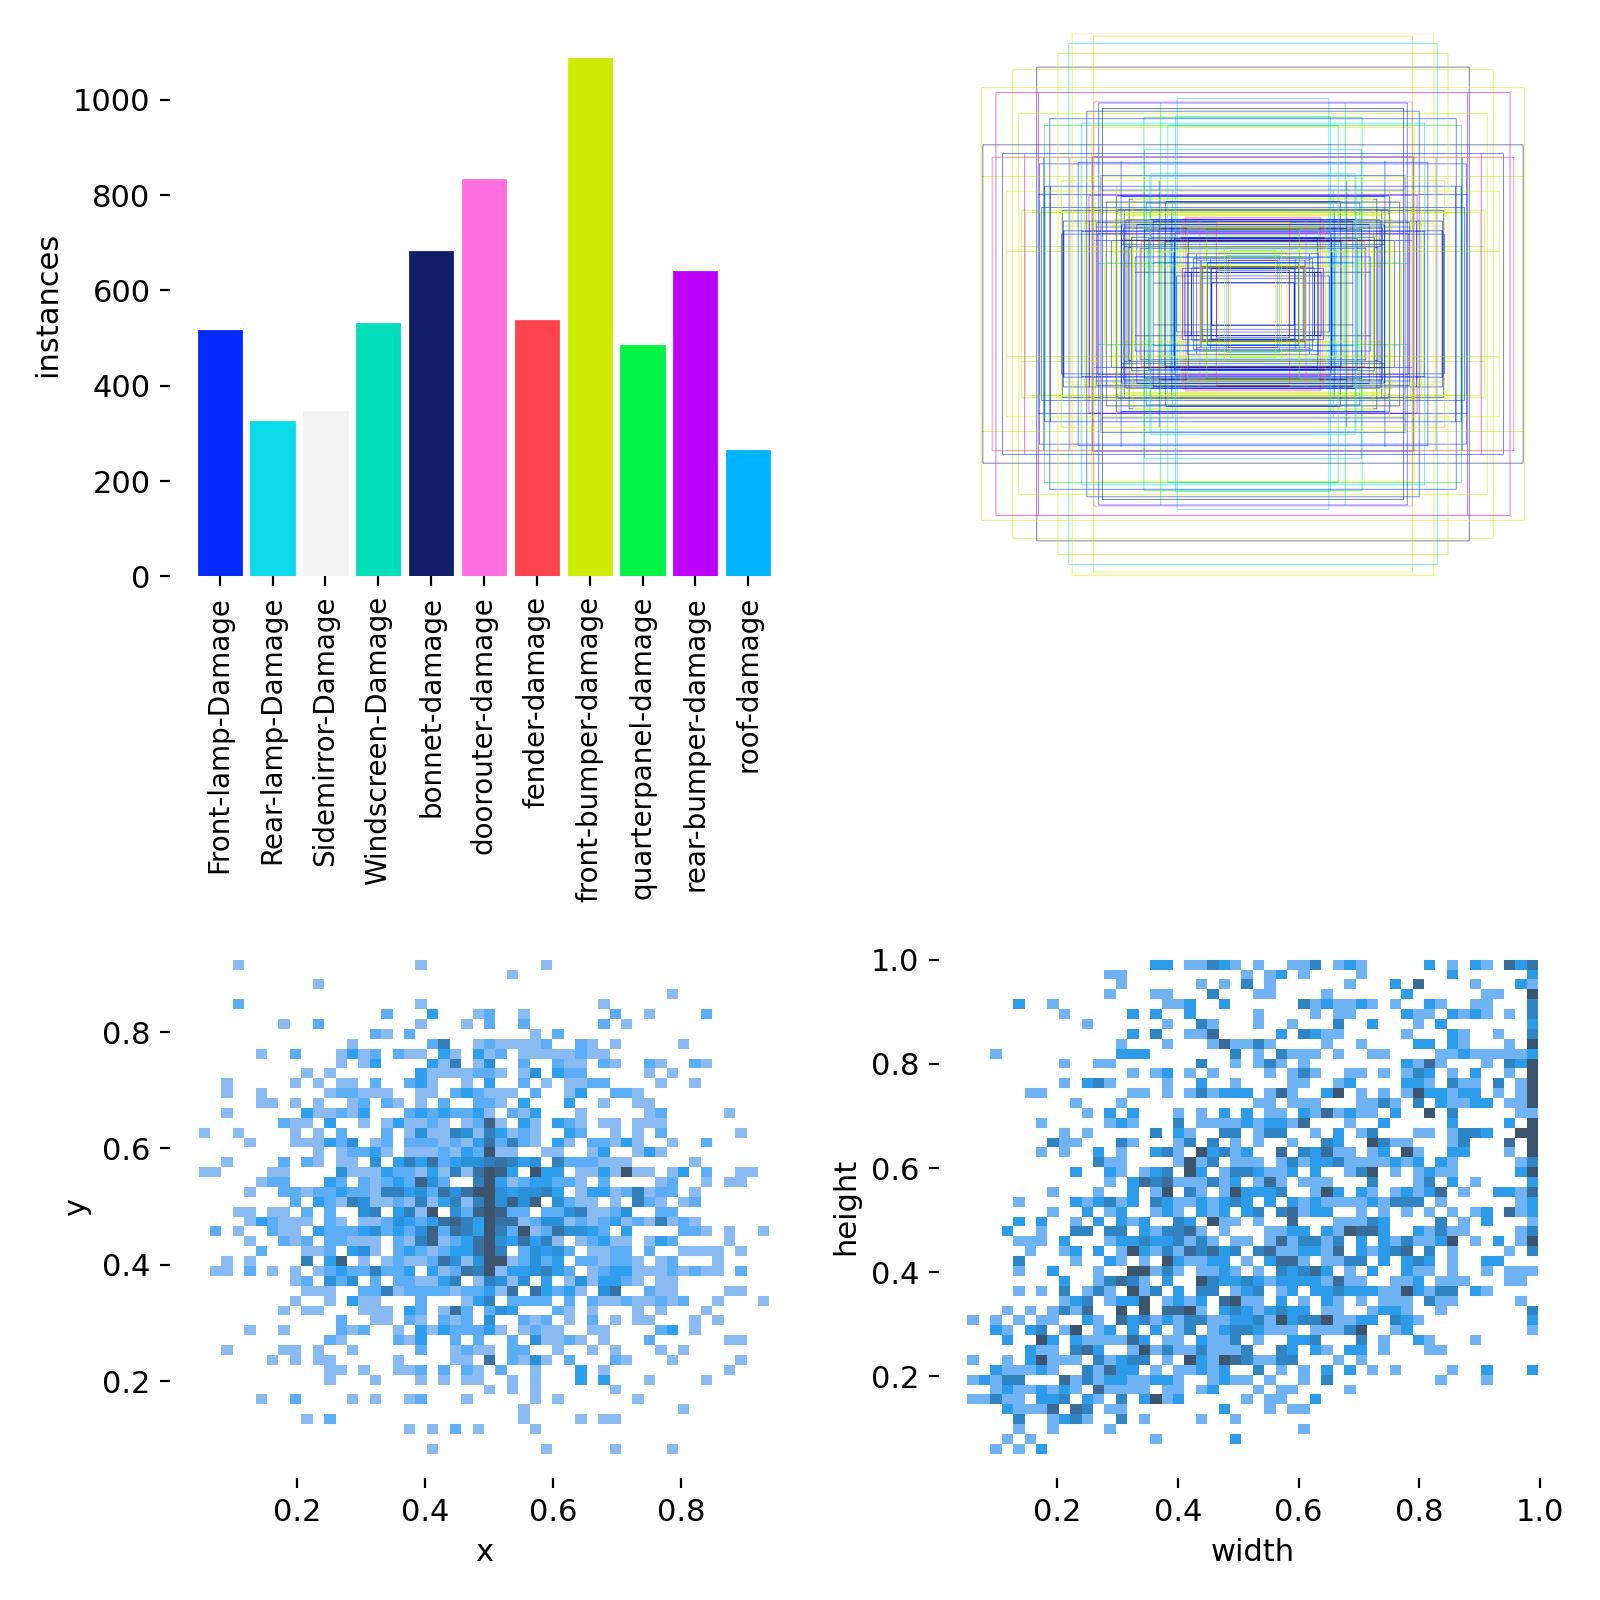 instances
1000
800
600
400
200
0
Front-lamp-Damage
Rear-lamp-Damage
Sidemirror-Damage
Windscreen-Damage
bonnet-damage
doorouter-damage
fender-damage
front-bumper-damage
quarterpanel-damage
rear-bumper-damage
roof-damage
y
0.8
0.6
0.4
0.2
0.2 0.4 0.6 0.8
x
height
1.0
0.8
0.6
0.4
0.2
0.2 0.4 0.6 0.8 1.0
width